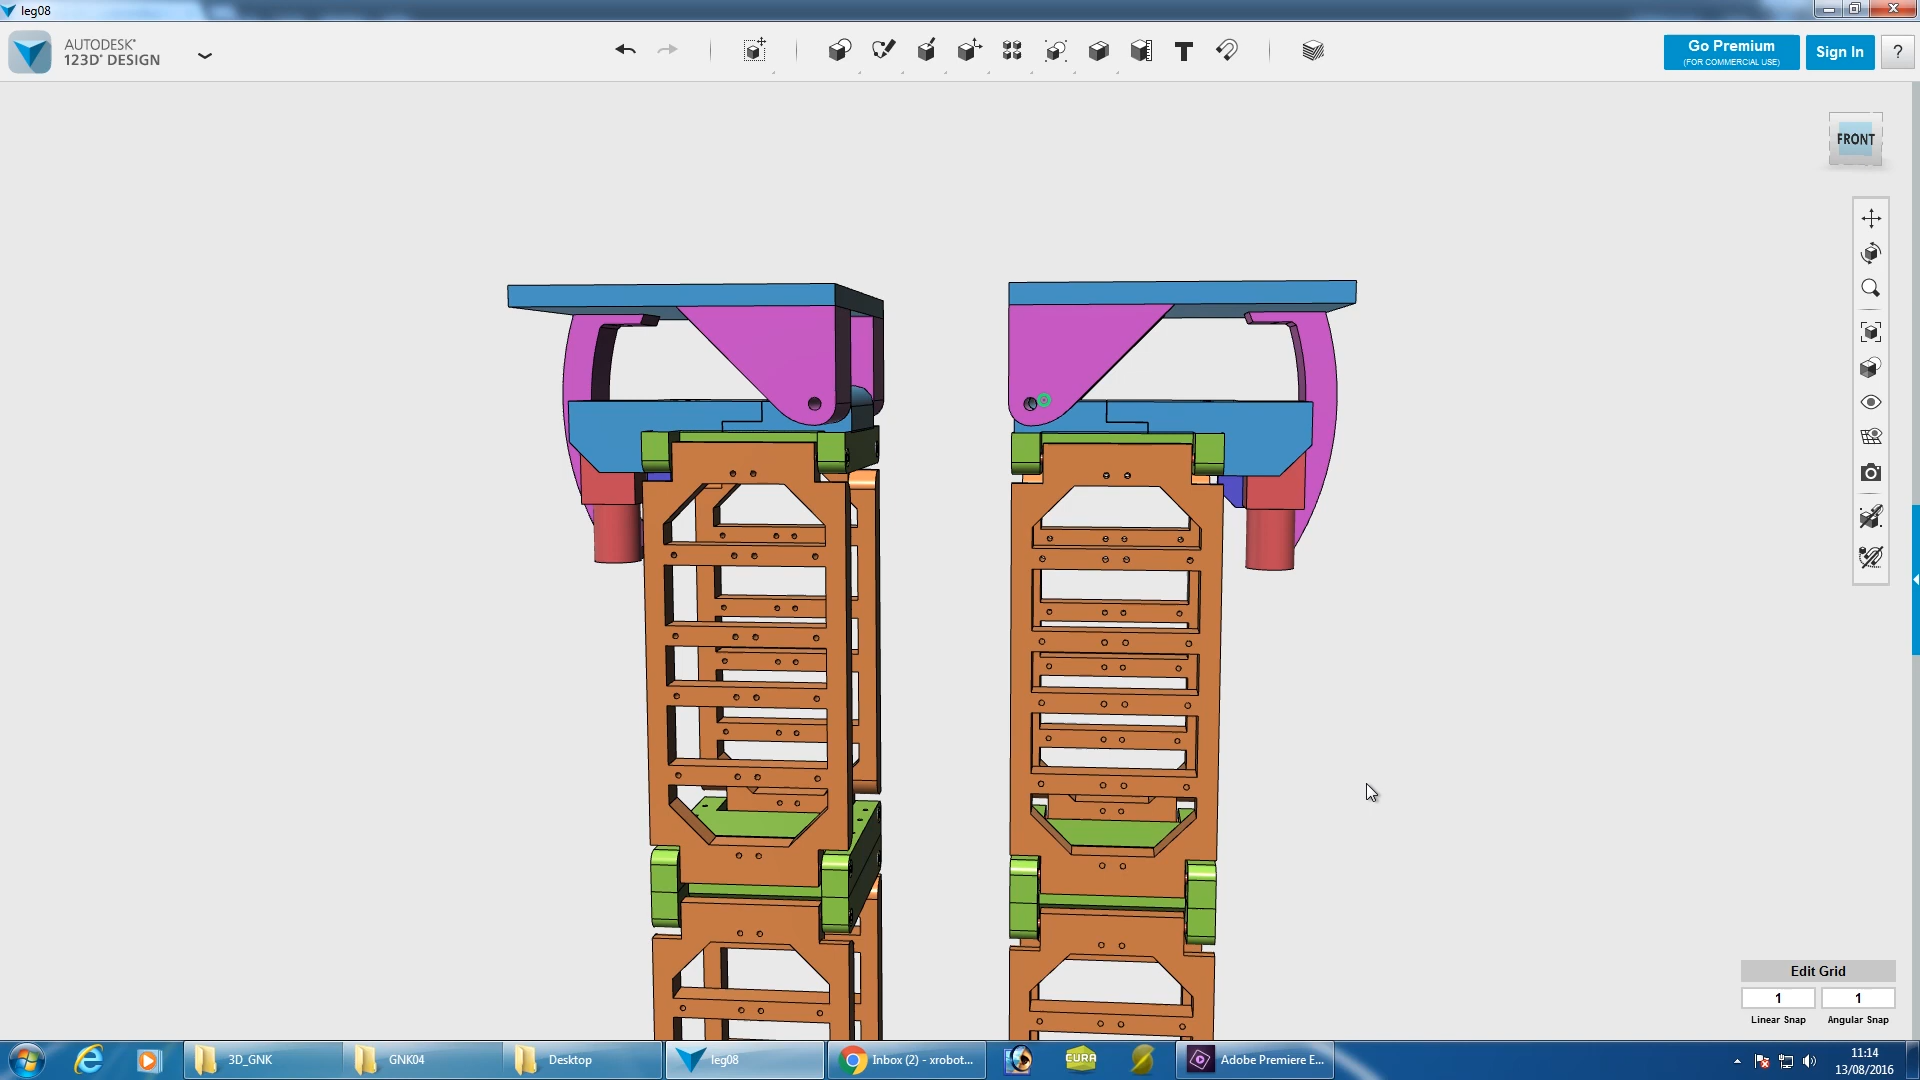 leg08
AUTODESK®
123D® DESIGN
Go Premium
(FOR COMMERCIAL USE)
Sign In
?
FRONT
Edit Grid
1 1
Linear Snap Angular Snap
3D_GNK GNK04 Desktop leg08 Inbox (2) - xrobot... CURA Adobe Premiere E...
11:14
13/08/2016